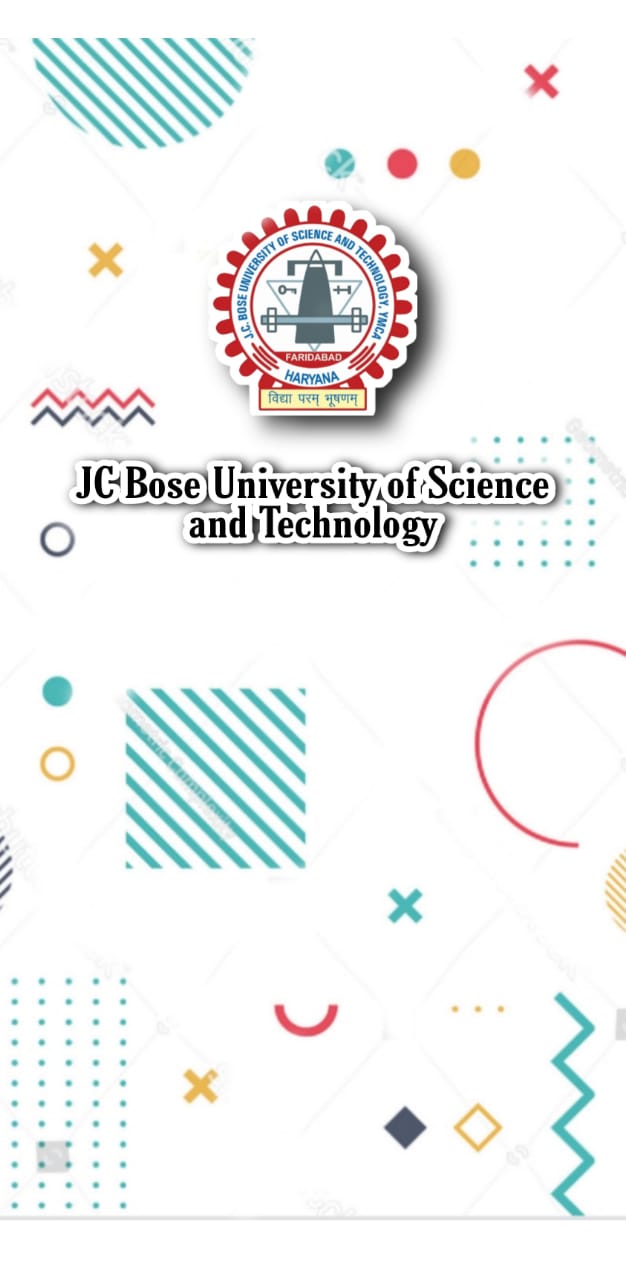 J.C. BOSE UNIVERSITY OF SCIENCE AND TECHNOLOGY, YMCA
FARIDABAD
HARYANA
विद्या परम् भूषणम्
JC Bose University of Science
and Technology